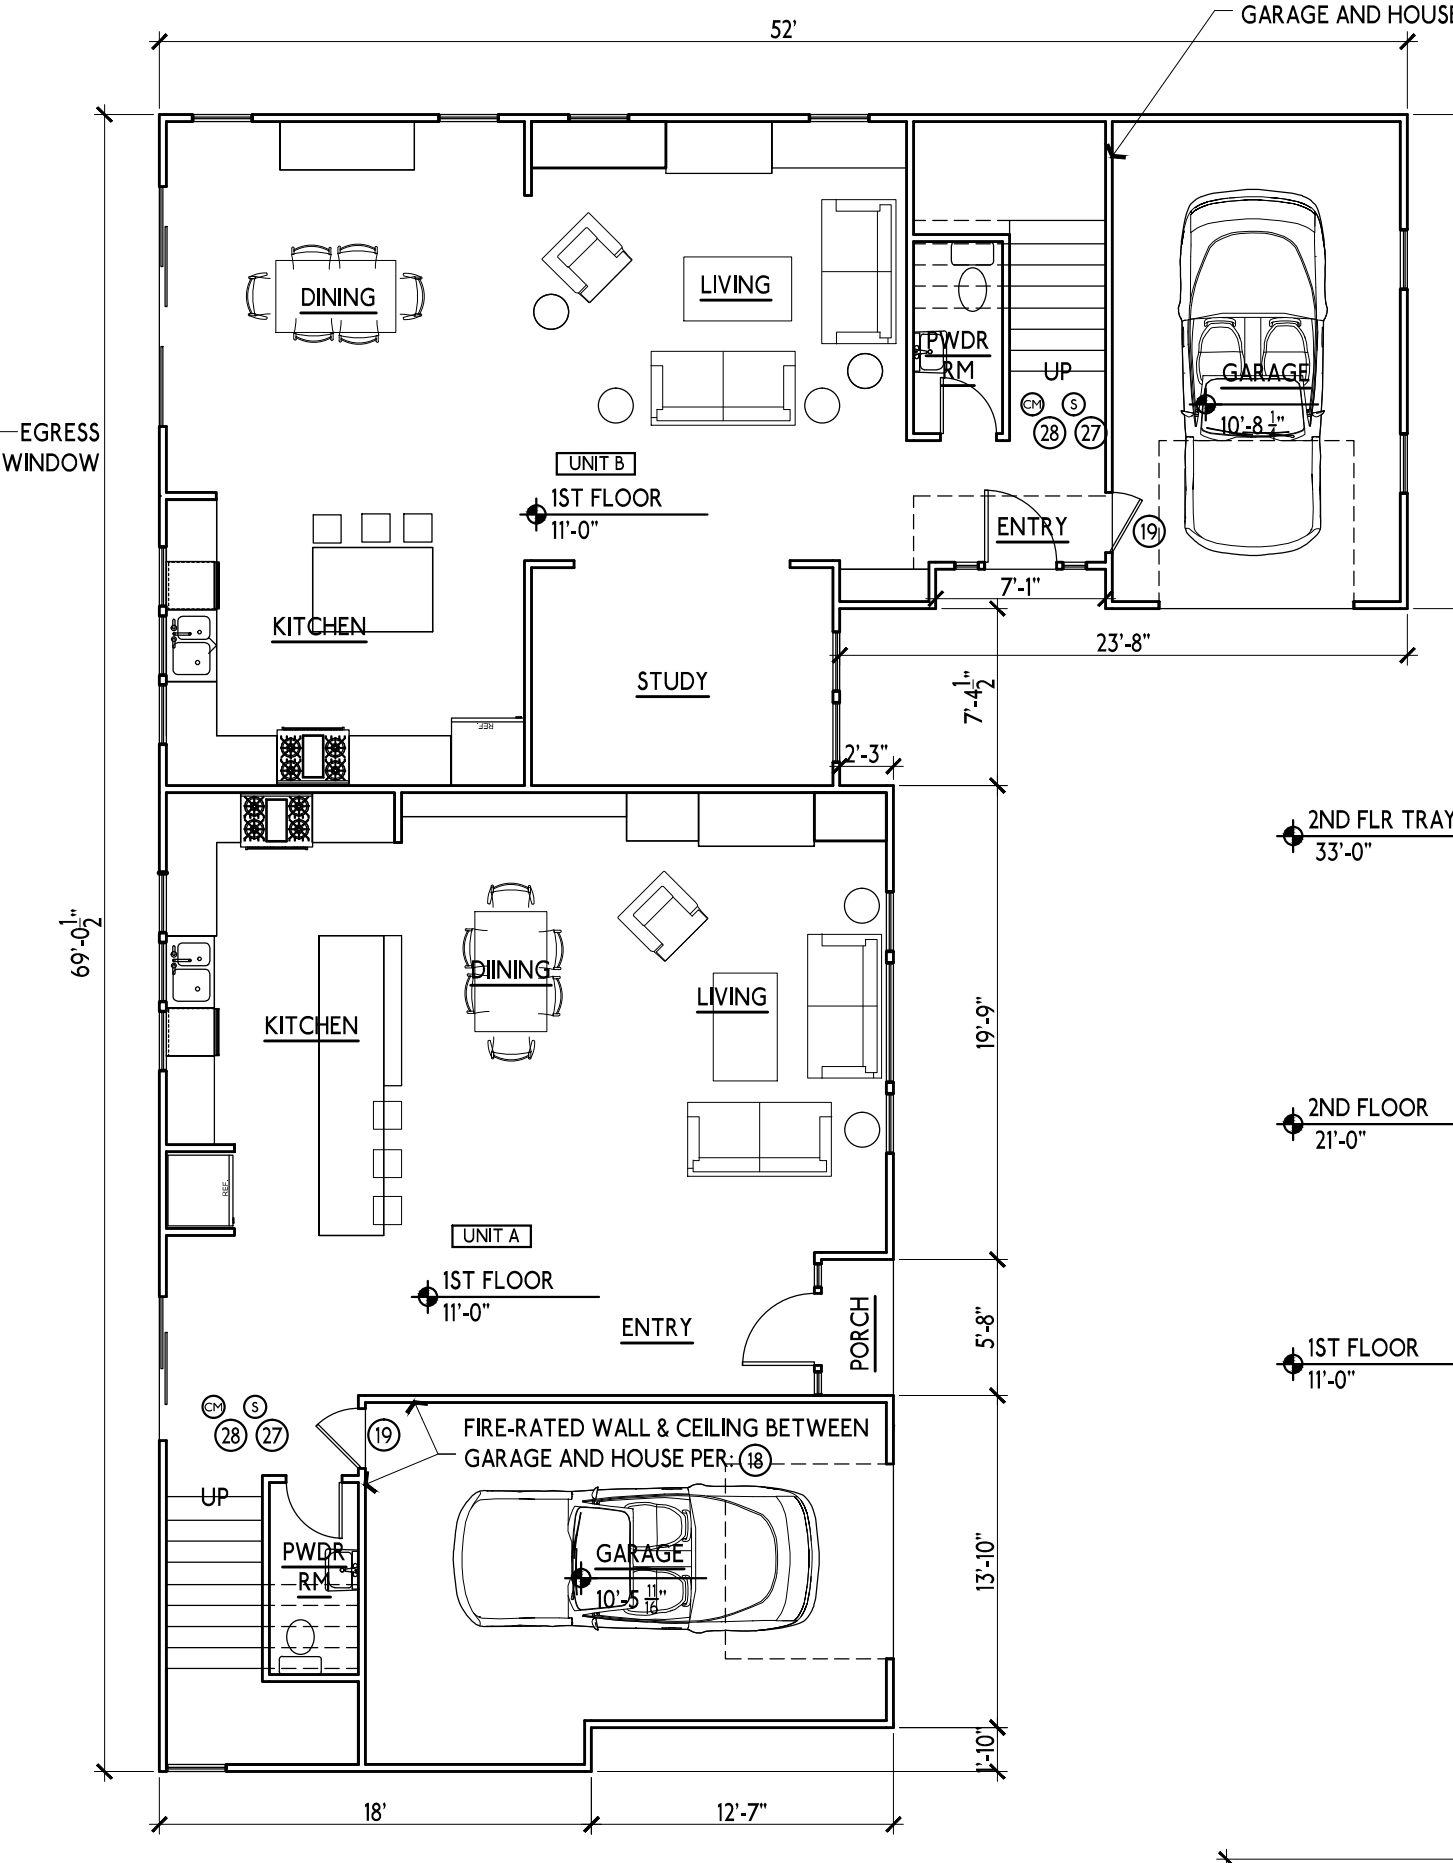 GARAGE AND HOUSE
52'
DINING
LIVING
PWDR
RM
UP
GARAGE
10'-8 1/4"
CM
S
28
27
EGRESS
WINDOW
UNIT B
1ST FLOOR
11'-0"
ENTRY
19
7'-1"
KITCHEN
23'-8"
STUDY
7'-4 1/2"
REF.
2'-3"
2ND FLR TRAY
33'-0"
69'-0 1/2"
DIINING
LIVING
KITCHEN
19'-9"
2ND FLOOR
21'-0"
REF.
UNIT A
1ST FLOOR
11'-0"
ENTRY
PORCH
5'-8"
1ST FLOOR
11'-0"
CM
S
28
27
19
FIRE-RATED WALL & CEILING BETWEEN
GARAGE AND HOUSE PER: 18
UP
PWDR
RM
GARAGE
10'-5 11/16"
13'-10"
1'-10"
18'
12'-7"